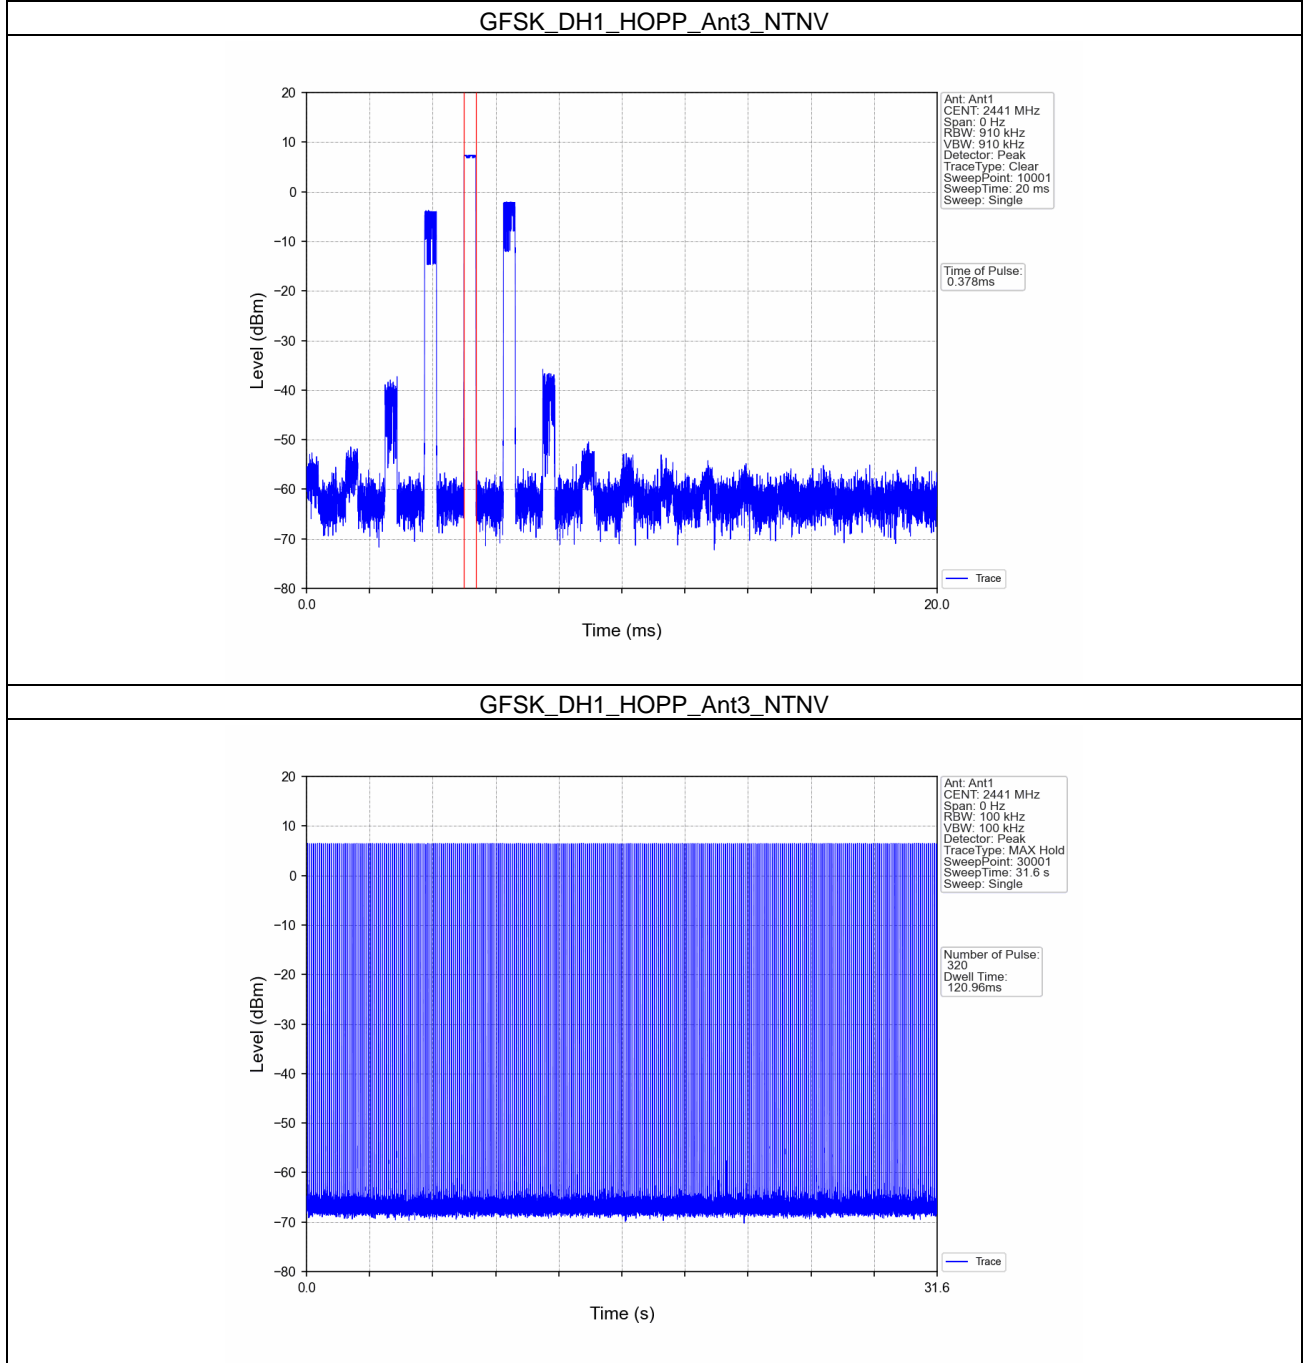 GFSK_DH1_HOPP_Ant3_NTNV
20
10
0
−10
−20
−30
−40
−50
−60
−70
−80
Level (dBm)
0.0
20.0
Time (ms)
Ant: Ant1
CENT: 2441 MHz
Span: 0 Hz
RBW: 910 kHz
VBW: 910 kHz
Detector: Peak
TraceType: Clear
SweepPoint: 10001
SweepTime: 20 ms
Sweep: Single
Time of Pulse:
0.378ms
Trace
GFSK_DH1_HOPP_Ant3_NTNV
20
10
0
−10
−20
−30
−40
−50
−60
−70
−80
Level (dBm)
0.0
31.6
Time (s)
Ant: Ant1
CENT: 2441 MHz
Span: 0 Hz
RBW: 100 kHz
VBW: 100 kHz
Detector: Peak
TraceType: MAX Hold
SweepPoint: 30001
SweepTime: 31.6 s
Sweep: Single
Number of Pulse:
320
Dwell Time:
120.96ms
Trace